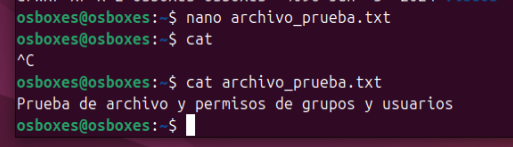 osboxes@osboxes:~$ nano archivo_prueba.txt
osboxes@osboxes:~$ cat
^C
osboxes@osboxes:~$ cat archivo_prueba.txt
Prueba de archivo y permisos de grupos y usuarios
osboxes@osboxes:~$